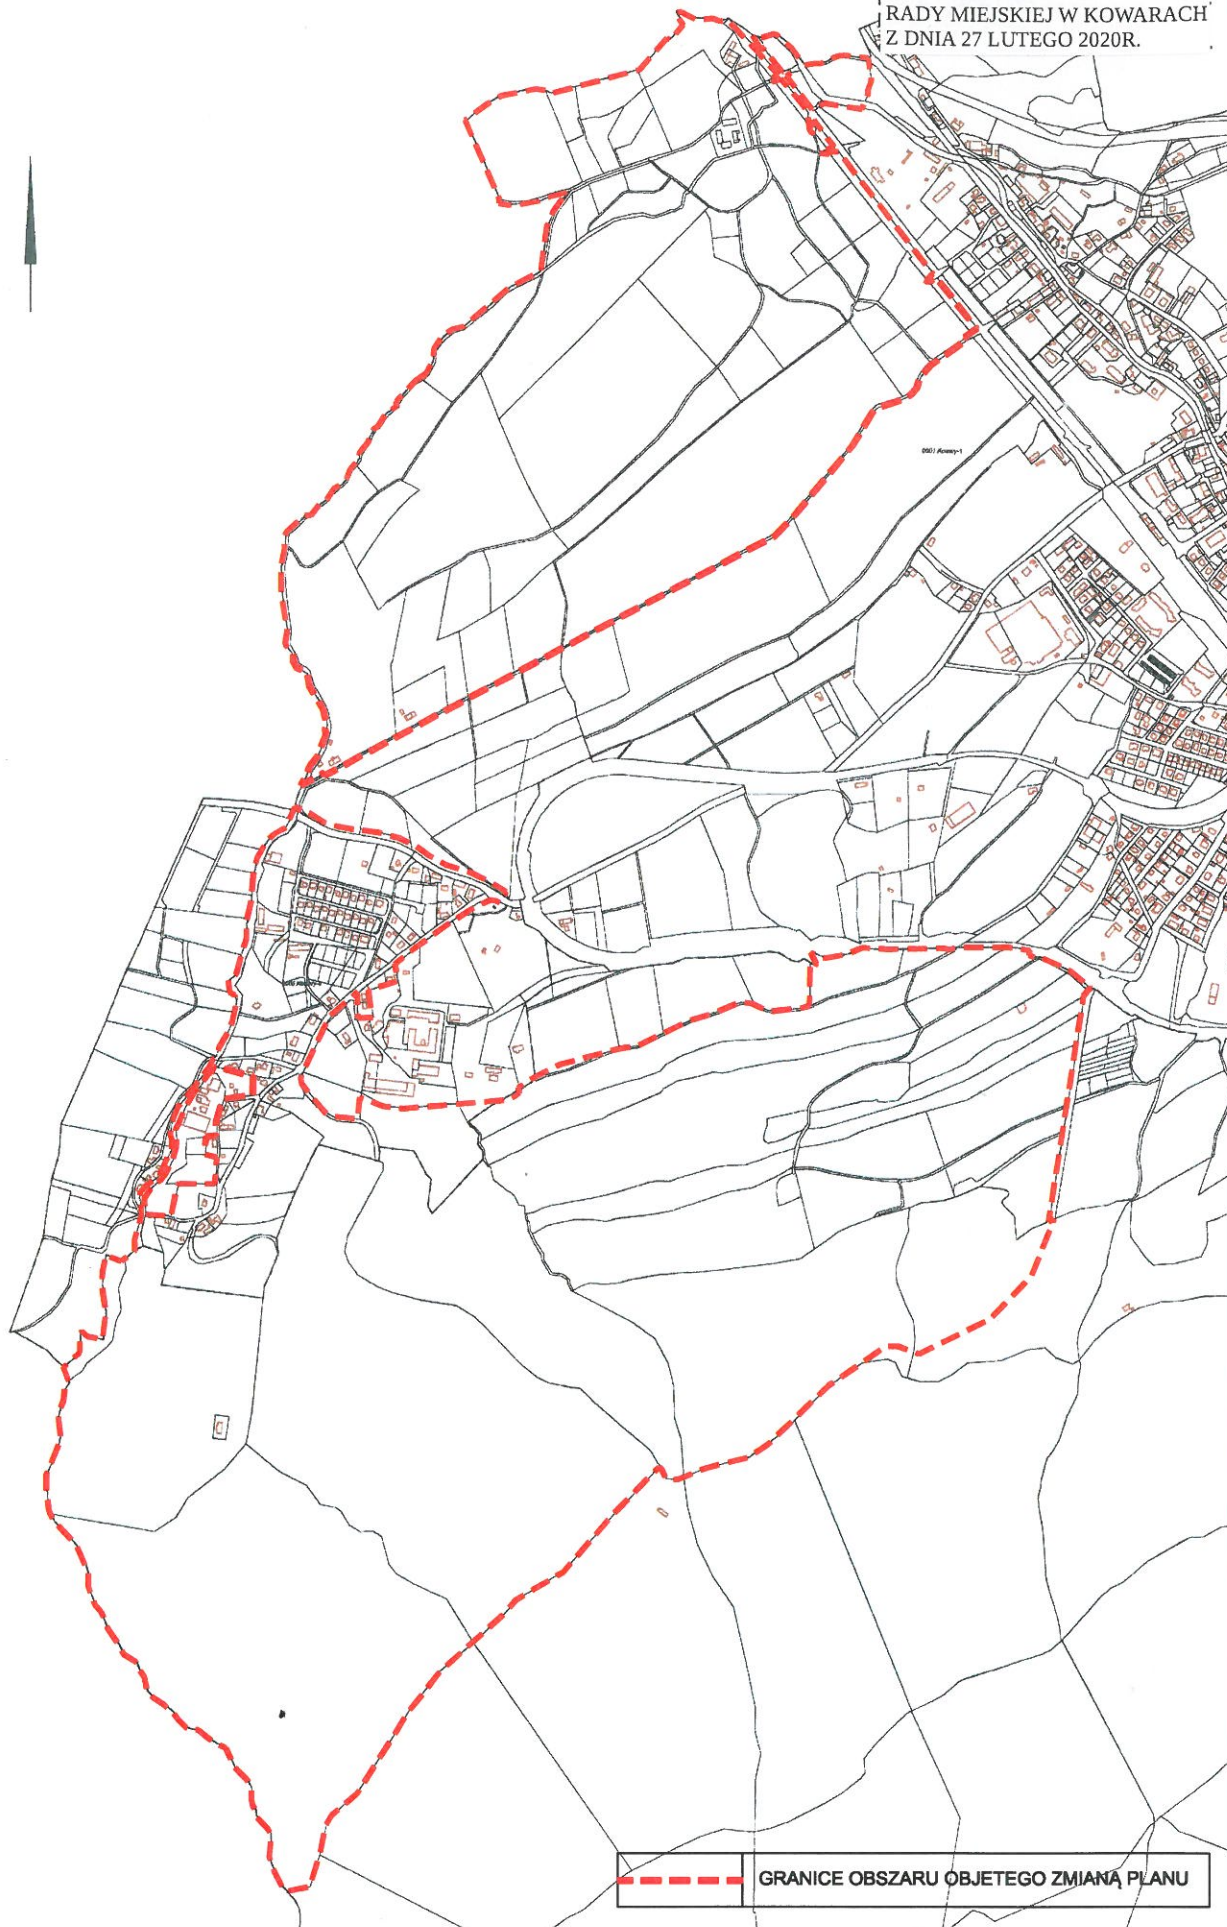 RADY MIEJSKIEJ W KOWARACH
Z DNIA 27 LUTEGO 2020R.
GRANICE OBSZARU OBJETEGO ZMIANĄ PLANU